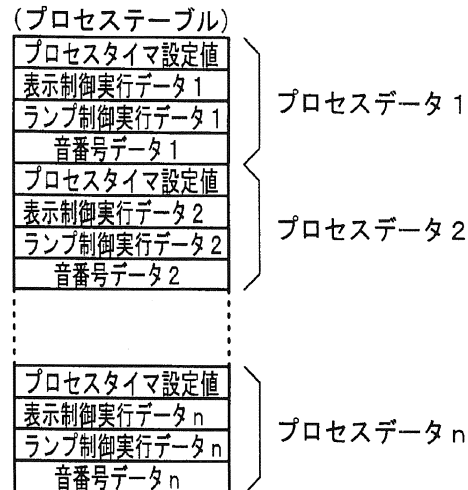 (プロセステーブル)
プロセスタイマ設定値
表示制御実行データ1
ランプ制御実行データ1
音番号データ1
プロセスデータ1
プロセスタイマ設定値
表示制御実行データ2
ランプ制御実行データ2
音番号データ2
プロセスデータ2
プロセスタイマ設定値
表示制御実行データn
ランプ制御実行データn
音番号データn
プロセスデータn